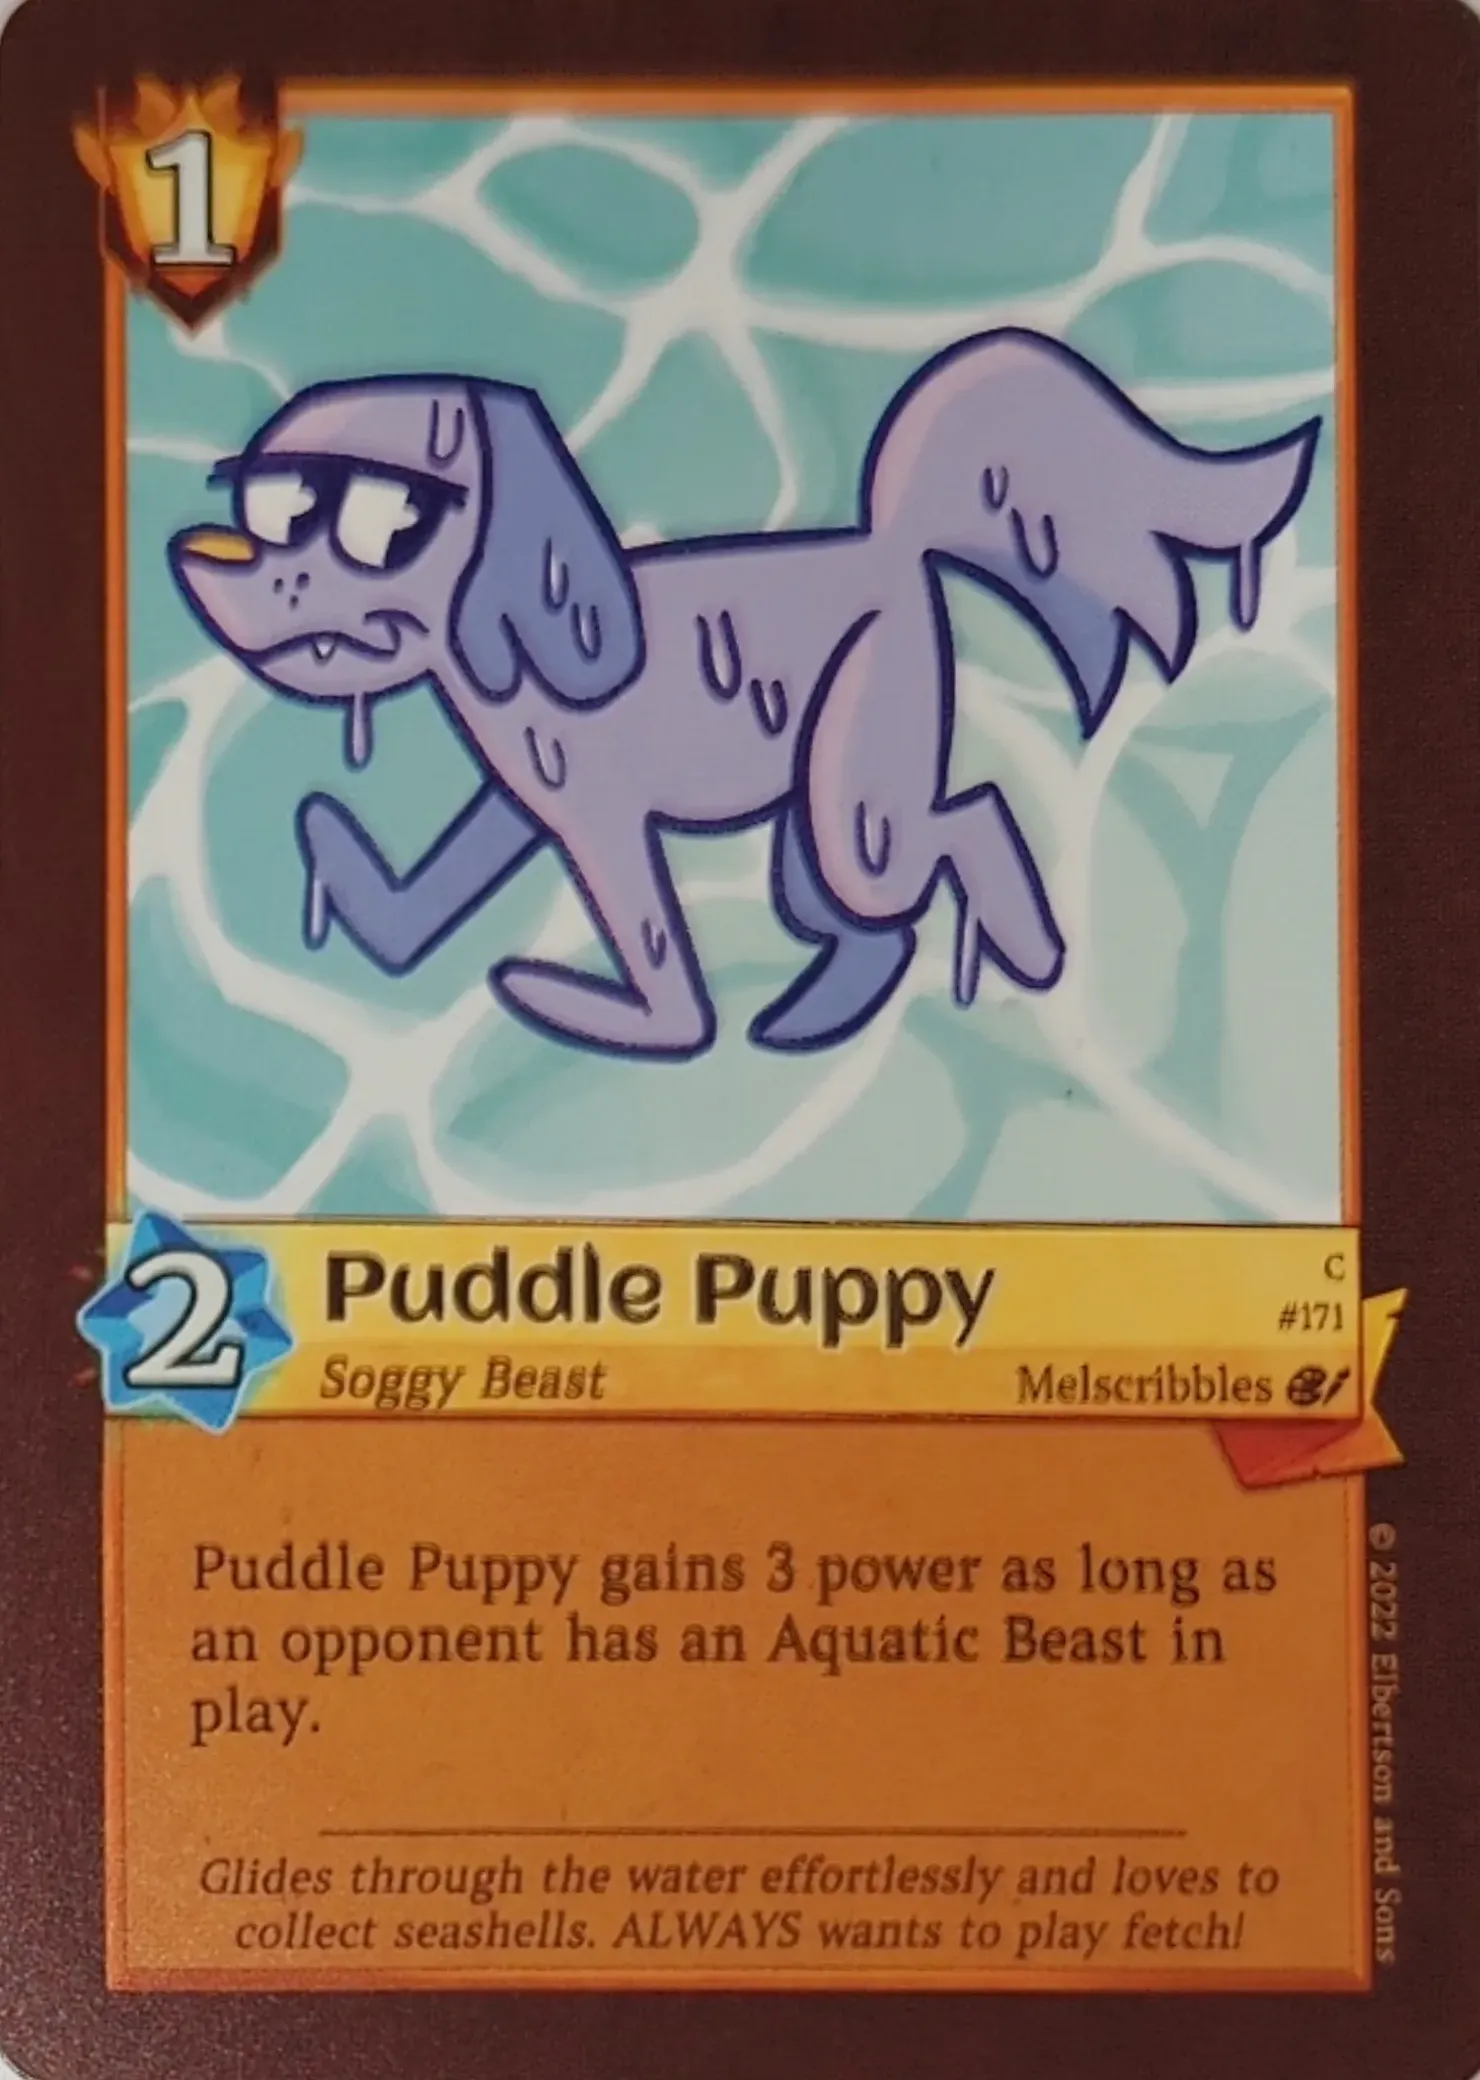 1
2
Puddle Puppy
C
#171
Soggy Beast
Melscribbles
Puddle Puppy gains 3 power as long as
an opponent has an Aquatic Beast in
play.
Glides through the water effortlessly and loves to
collect seashells. ALWAYS wants to play fetch!
© 2022 Elbertson and Sons